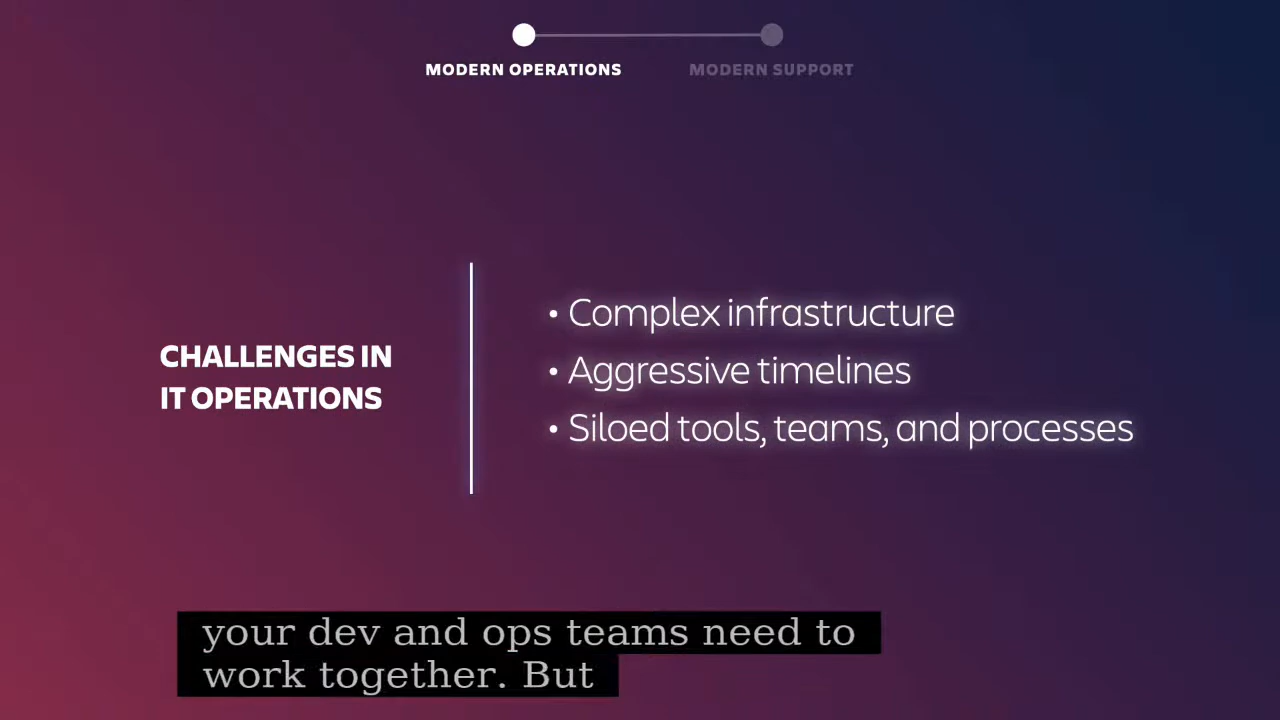 MODERN OPERATIONS
MODERN SUPPORT
CHALLENGES IN
IT OPERATIONS
• Complex infrastructure
• Aggressive timelines
• Siloed tools, teams, and processes
your dev and ops teams need to
work together. But